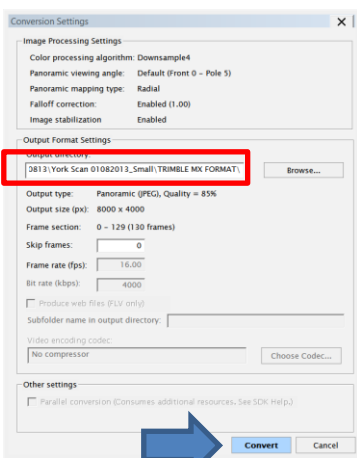 Conversion Settings
Image Processing Settings
Color processing algorithm: Downsample4
Panoramic viewing angle: Default (Front 0 - Pole 5)
Panoramic mapping type: Radial
Falloff correction: Enabled (1.00)
Image stabilization Enabled
Output Format Settings
Output directory:
0813\York Scan 01082013_Small\TRIMBLE MX FORMAT\ Browse...
Output type: Panoramic (JPEG), Quality = 85%
Output size (px): 8000 x 4000
Frame section: 0 - 129 (130 frames)
Skip frames: 0
Frame rate (fps): 16.00
Bit rate (kbps): 4000
Produce web files (FLV only)
Subfolder name in output directory:
Video encoding codec:
No compressor Choose Codec...
Other settings
Parallel conversion (Consumes additional resources. See SDK Help.)
Convert Cancel